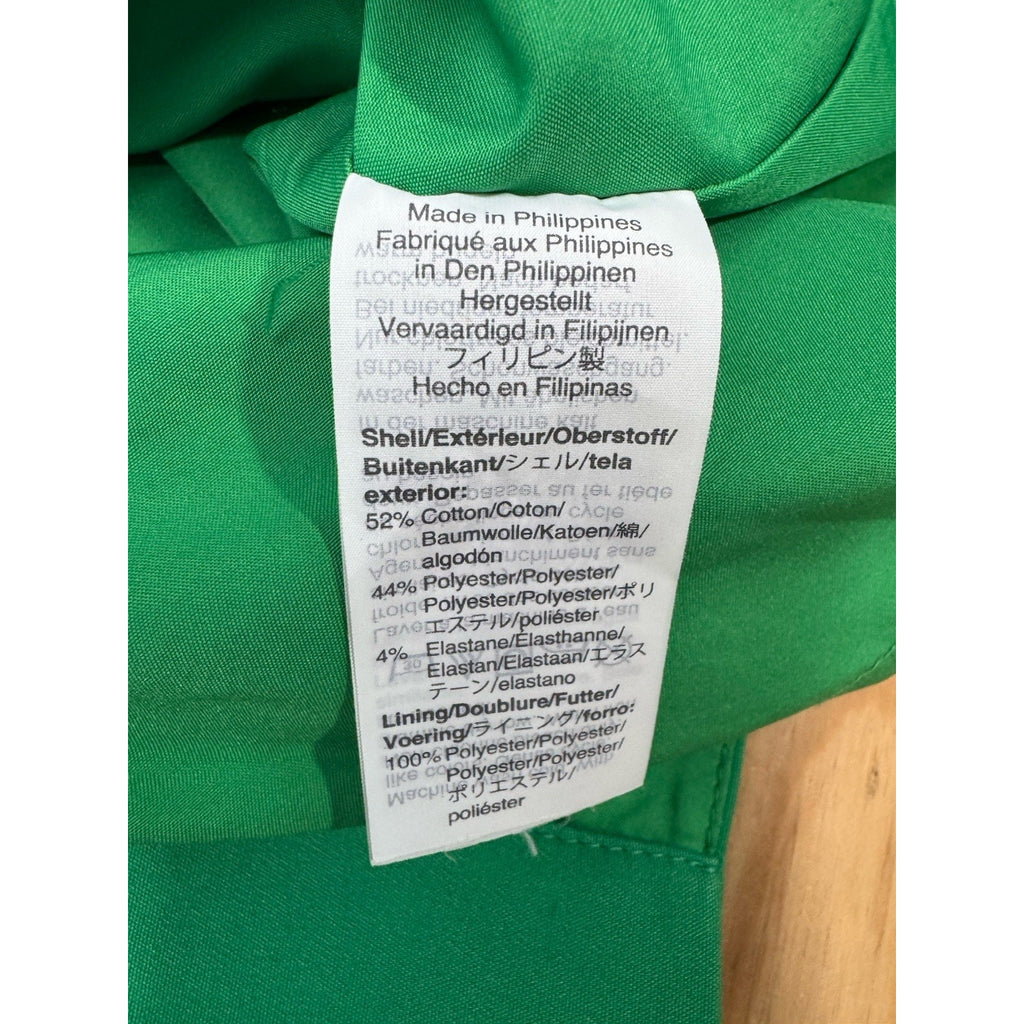 Made in Philippines
Fabriqué aux Philippines
in Den Philippinen
Hergestellt
Vervaardigd in Filipijnen
フィリピン製
Hecho en Filipinas
Shell/Extérieur/Oberstoff/
Buitenkant/シェル/tela
exterior:
52% Cotton/Coton/
Baumwolle/Katoen/綿/
algodón
44% Polyester/Polyester/
Polyester/Polyester/ポリ
エステル/poliéster
4% Elastane/Élasthanne/
Elastan/Elastaan/エラス
テーン/elastano
Lining/Doublure/Futter/
Voering/ライニング/forro:
100% Polyester/Polyester/
Polyester/Polyester/
ポリエステル/
poliéster